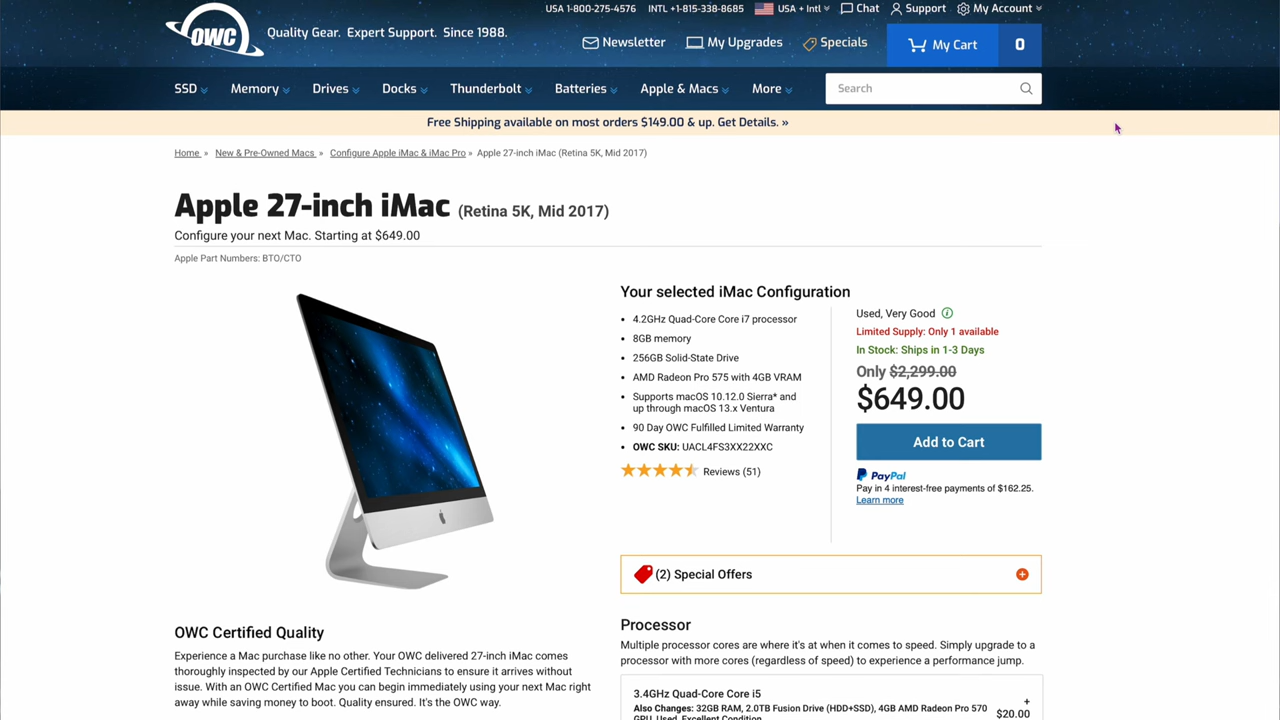 USA 1-800-275-4576 INTL +1-815-338-8685 USA + Intl Chat Support My Account
OWC Quality Gear. Expert Support. Since 1988.
Newsletter My Upgrades Specials My Cart 0
SSD Memory Drives Docks Thunderbolt Batteries Apple & Macs More Search
Free Shipping available on most orders $149.00 & up. Get Details. »
Home » New & Pre-Owned Macs » Configure Apple iMac & iMac Pro » Apple 27-inch iMac (Retina 5K, Mid 2017)
Apple 27-inch iMac (Retina 5K, Mid 2017)
Configure your next Mac. Starting at $649.00
Apple Part Numbers: BTO/CTO
Your selected iMac Configuration
• 4.2GHz Quad-Core Core i7 processor
• 8GB memory
• 256GB Solid-State Drive
• AMD Radeon Pro 575 with 4GB VRAM
• Supports macOS 10.12.0 Sierra* and
up through macOS 13.x Ventura
• 90 Day OWC Fulfilled Limited Warranty
• OWC SKU: UACL4FS3XX22XXC
Reviews (51)
Used, Very Good
Limited Supply: Only 1 available
In Stock: Ships in 1-3 Days
Only $2,299.00
$649.00
Add to Cart
PayPal
Pay in 4 interest-free payments of $162.25.
Learn more
(2) Special Offers
OWC Certified Quality
Experience a Mac purchase like no other. Your OWC delivered 27-inch iMac comes
thoroughly inspected by our Apple Certified Technicians to ensure it arrives without
issue. With an OWC Certified Mac you can begin immediately using your next Mac right
away while saving money to boot. Quality ensured. It's the OWC way.
Processor
Multiple processor cores are where it's at when it comes to speed. Simply upgrade to a
processor with more cores (regardless of speed) to experience a performance jump.
3.4GHz Quad-Core Core i5
Also Changes: 32GB RAM, 2.0TB Fusion Drive (HDD+SSD), 4GB AMD Radeon Pro 570
GPU, Used, Excellent Condition
+
$20.00